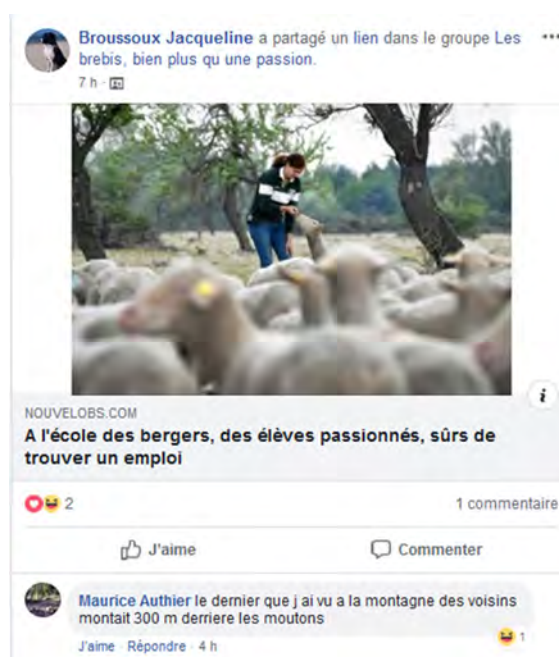 Broussoux Jacqueline a partagé un lien dans le groupe Les
brebis, bien plus qu une passion.
7 h ·
i
NOUVELOBS.COM
A l'école des bergers, des élèves passionnés, sûrs de
trouver un emploi
2 1 commentaire
J'aime Commenter
Maurice Authier le dernier que j ai vu a la montagne des voisins
montait 300 m derriere les moutons
1
J'aime · Répondre · 4 h